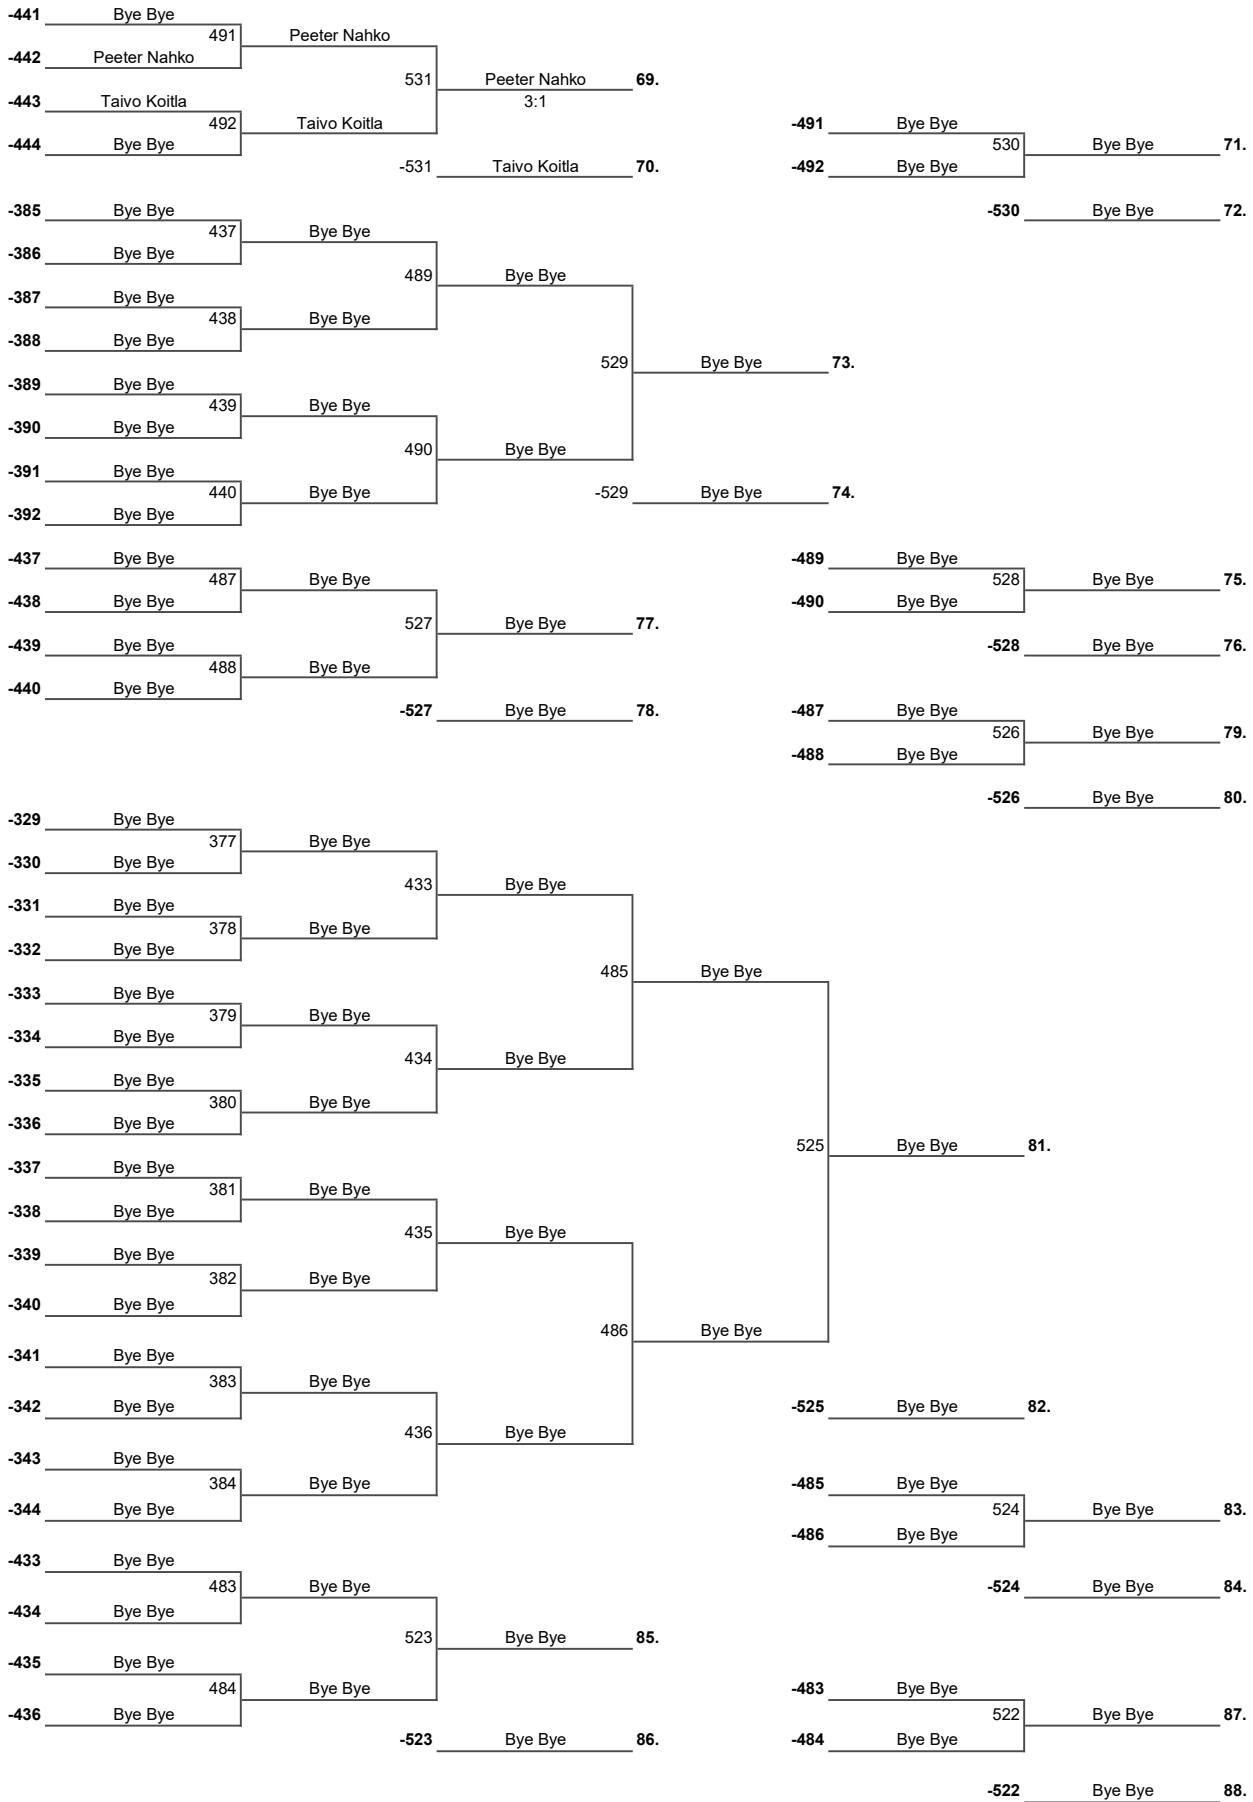 -441 Bye Bye
491 Peeter Nahko
-442 Peeter Nahko
531 Peeter Nahko 69.
-443 Taivo Koitla 3:1
492 Taivo Koitla -491 Bye Bye
-444 Bye Bye 530 Bye Bye 71.
-531 Taivo Koitla 70. -492 Bye Bye
-385 Bye Bye -530 Bye Bye 72.
437 Bye Bye
-386 Bye Bye
489 Bye Bye
-387 Bye Bye
438 Bye Bye
-388 Bye Bye
529 Bye Bye 73.
-389 Bye Bye
439 Bye Bye
-390 Bye Bye
490 Bye Bye
-391 Bye Bye
440 Bye Bye -529 Bye Bye 74.
-392 Bye Bye
-437 Bye Bye -489 Bye Bye
487 Bye Bye 528 Bye Bye 75.
-438 Bye Bye -490 Bye Bye
527 Bye Bye 77.
-439 Bye Bye -528 Bye Bye 76.
488 Bye Bye
-440 Bye Bye
-527 Bye Bye 78. -487 Bye Bye
526 Bye Bye 79.
-488 Bye Bye
-526 Bye Bye 80.
-329 Bye Bye
377 Bye Bye
-330 Bye Bye
433 Bye Bye
-331 Bye Bye
378 Bye Bye
-332 Bye Bye
485 Bye Bye
-333 Bye Bye
379 Bye Bye
-334 Bye Bye
434 Bye Bye
-335 Bye Bye
380 Bye Bye
-336 Bye Bye
525 Bye Bye 81.
-337 Bye Bye
381 Bye Bye
-338 Bye Bye
435 Bye Bye
-339 Bye Bye
382 Bye Bye
-340 Bye Bye
486 Bye Bye
-341 Bye Bye
383 Bye Bye
-342 Bye Bye -525 Bye Bye 82.
436 Bye Bye
-343 Bye Bye
384 Bye Bye -485 Bye Bye
-344 Bye Bye 524 Bye Bye 83.
-486 Bye Bye
-433 Bye Bye
483 Bye Bye -524 Bye Bye 84.
-434 Bye Bye
523 Bye Bye 85.
-435 Bye Bye
484 Bye Bye -483 Bye Bye
-436 Bye Bye 522 Bye Bye 87.
-523 Bye Bye 86. -484 Bye Bye
-522 Bye Bye 88.